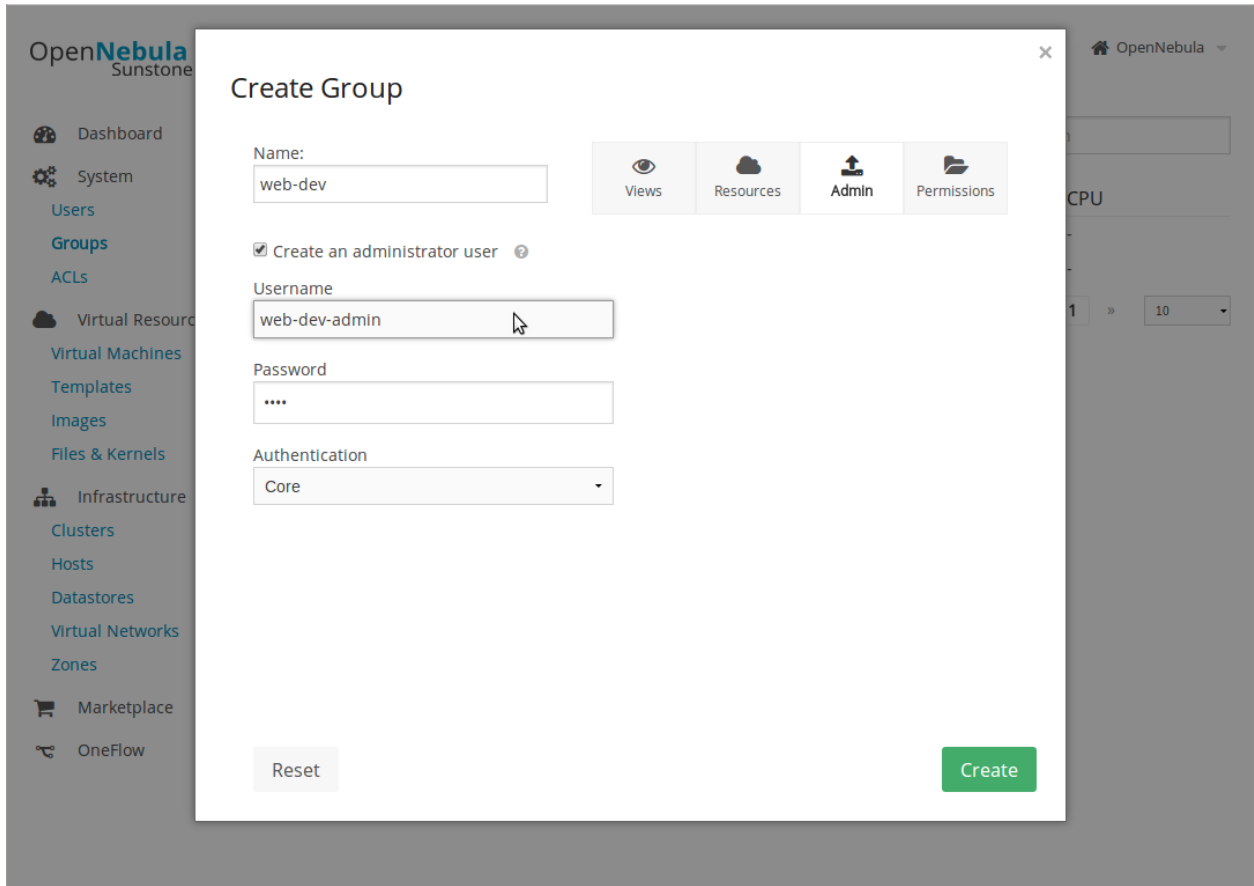 OpenNebula
Sunstone
OpenNebula
Dashboard
System
Users
Groups
ACLs
Virtual Resourc
Virtual Machines
Templates
Images
Files & Kernels
Infrastructure
Clusters
Hosts
Datastores
Virtual Networks
Zones
Marketplace
OneFlow
×
Create Group
Name:
web-dev
Views
Resources
Admin
Permissions
Create an administrator user ?
Username
web-dev-admin
Password
••••
Authentication
Core
Reset
Create
CPU
-
-
1 » 10